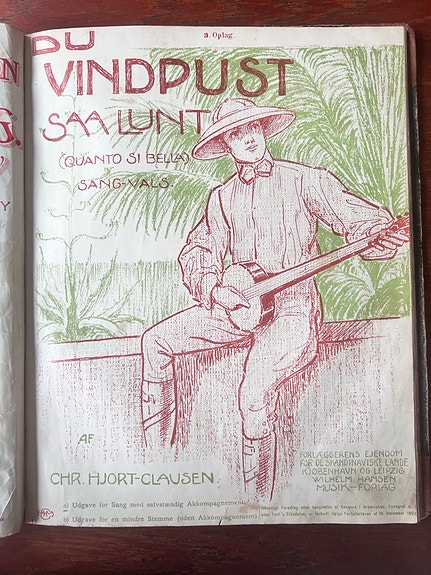 3. Oplag.
DU
VINDPUST
SAA LUNT
(QUANTO SI BELLA)
SANG-VALS.
AF
CHR. HJORT-CLAUSEN.
FORLÆGGERENS EJENDOM
FOR DE SKANDINAVISKE LANDE
KJØBENHAVN OG LEIPZIG
WILHELM HANSEN
MUSIK-FORLAG
a) Udgave for Sang med selvstændig Akkompagnement
b) Udgave for en mindre Stemme (uden Akkompagnement)
N
G.
Y